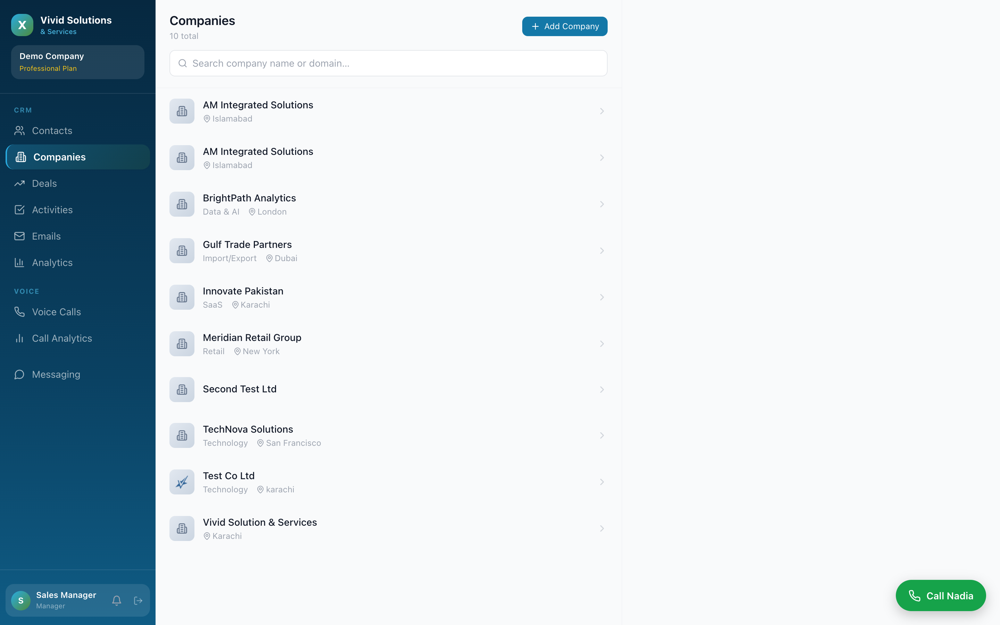 X
Vivid Solutions
& Services
Demo Company
Professional Plan
CRM
Contacts
Companies
Deals
Activities
Emails
Analytics
VOICE
Voice Calls
Call Analytics
Messaging
S
Sales Manager
Manager
Companies
10 total
Add Company
Search company name or domain...
AM Integrated Solutions
Islamabad
AM Integrated Solutions
Islamabad
BrightPath Analytics
Data & AI London
Gulf Trade Partners
Import/Export Dubai
Innovate Pakistan
SaaS Karachi
Meridian Retail Group
Retail New York
Second Test Ltd
TechNova Solutions
Technology San Francisco
Test Co Ltd
Technology karachi
Vivid Solution & Services
Karachi
Call Nadia